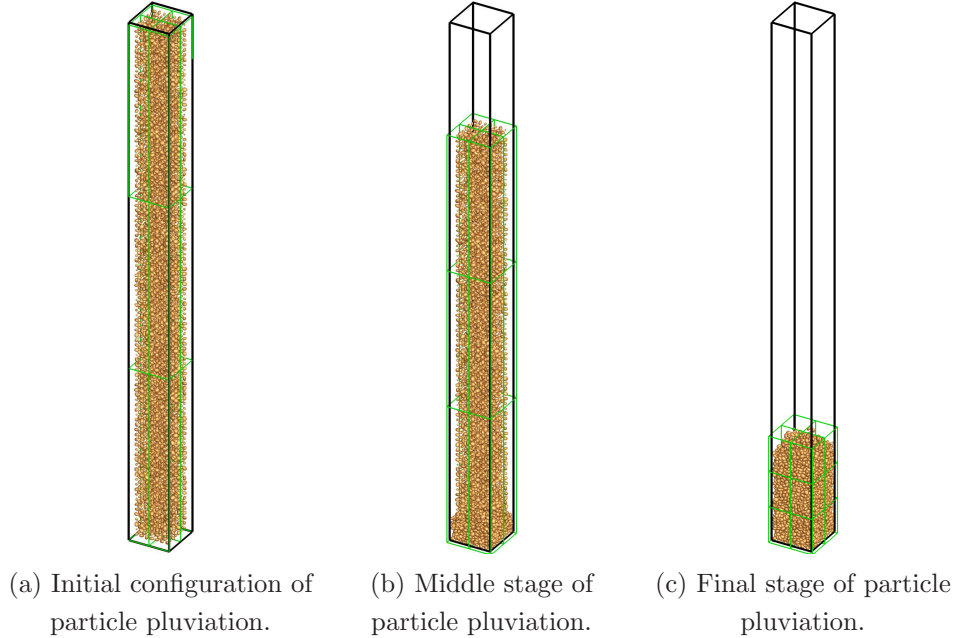 (a) Initial configuration of
particle pluviation.
(b) Middle stage of
particle pluviation.
(c) Final stage of particle
pluviation.